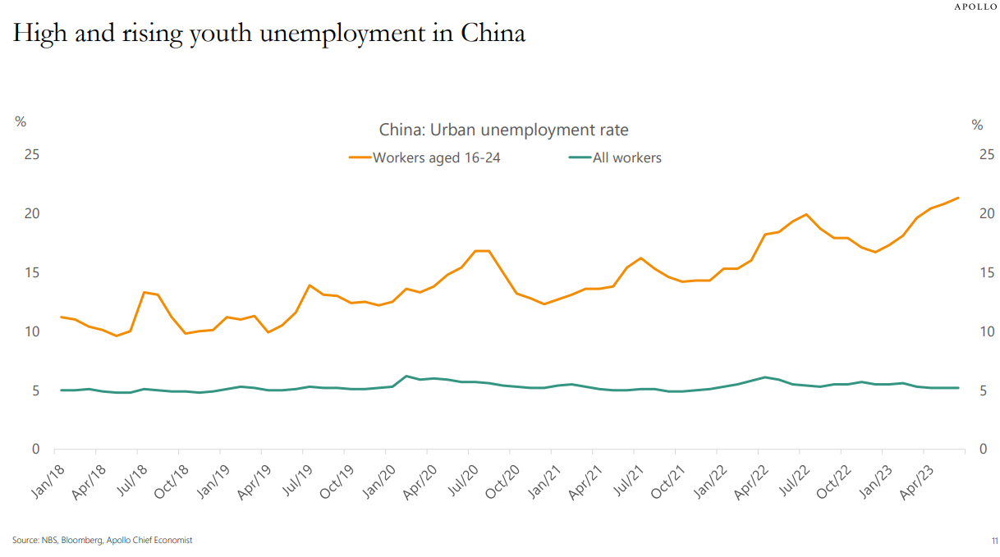 APOLLO
High and rising youth unemployment in China
% %
China: Urban unemployment rate
Workers aged 16-24 All workers
25 25
20 20
15 15
10 10
5 5
0 0
Jan/18 Apr/18 Jul/18 Oct/18 Jan/19 Apr/19 Jul/19 Oct/19 Jan/20 Apr/20 Jul/20 Oct/20 Jan/21 Apr/21 Jul/21 Oct/21 Jan/22 Apr/22 Jul/22 Oct/22 Jan/23 Apr/23
Source: NBS, Bloomberg, Apollo Chief Economist 11